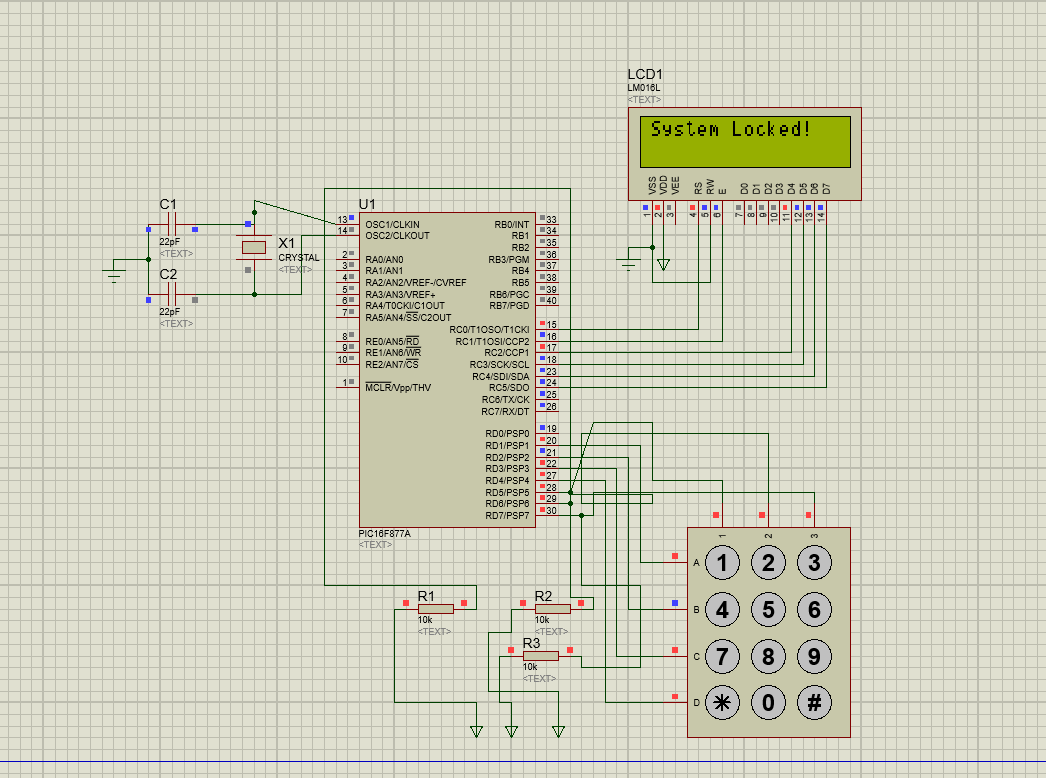 LCD1
LM016L
<TEXT>
System Locked!
VSS VDD VEE RS RW E D0 D1 D2 D3 D4 D5 D6 D7
1 2 3 4 5 6 7 8 9 10 11 12 13 14
C1
22pF
<TEXT>
C2
22pF
<TEXT>
X1
CRYSTAL
<TEXT>
U1
13 OSC1/CLKIN
14 OSC2/CLKOUT
2 RA0/AN0
3 RA1/AN1
4 RA2/AN2/VREF-/CVREF
5 RA3/AN3/VREF+
6 RA4/T0CKI/C1OUT
7 RA5/AN4/SS/C2OUT
8 RE0/AN5/RD
9 RE1/AN6/WR
10 RE2/AN7/CS
1 MCLR/Vpp/THV
RB0/INT 33
RB1 34
RB2 35
RB3/PGM 36
RB4 37
RB5 38
RB6/PGC 39
RB7/PGD 40
RC0/T1OSO/T1CKI 15
RC1/T1OSI/CCP2 16
RC2/CCP1 17
RC3/SCK/SCL 18
RC4/SDI/SDA 23
RC5/SDO 24
RC6/TX/CK 25
RC7/RX/DT 26
RD0/PSP0 19
RD1/PSP1 20
RD2/PSP2 21
RD3/PSP3 22
RD4/PSP4 27
RD5/PSP5 28
RD6/PSP6 29
RD7/PSP7 30
PIC16F877A
<TEXT>
R1
10k
<TEXT>
R2
10k
<TEXT>
R3
10k
<TEXT>
1 2 3
A 1 2 3
B 4 5 6
C 7 8 9
D * 0 #